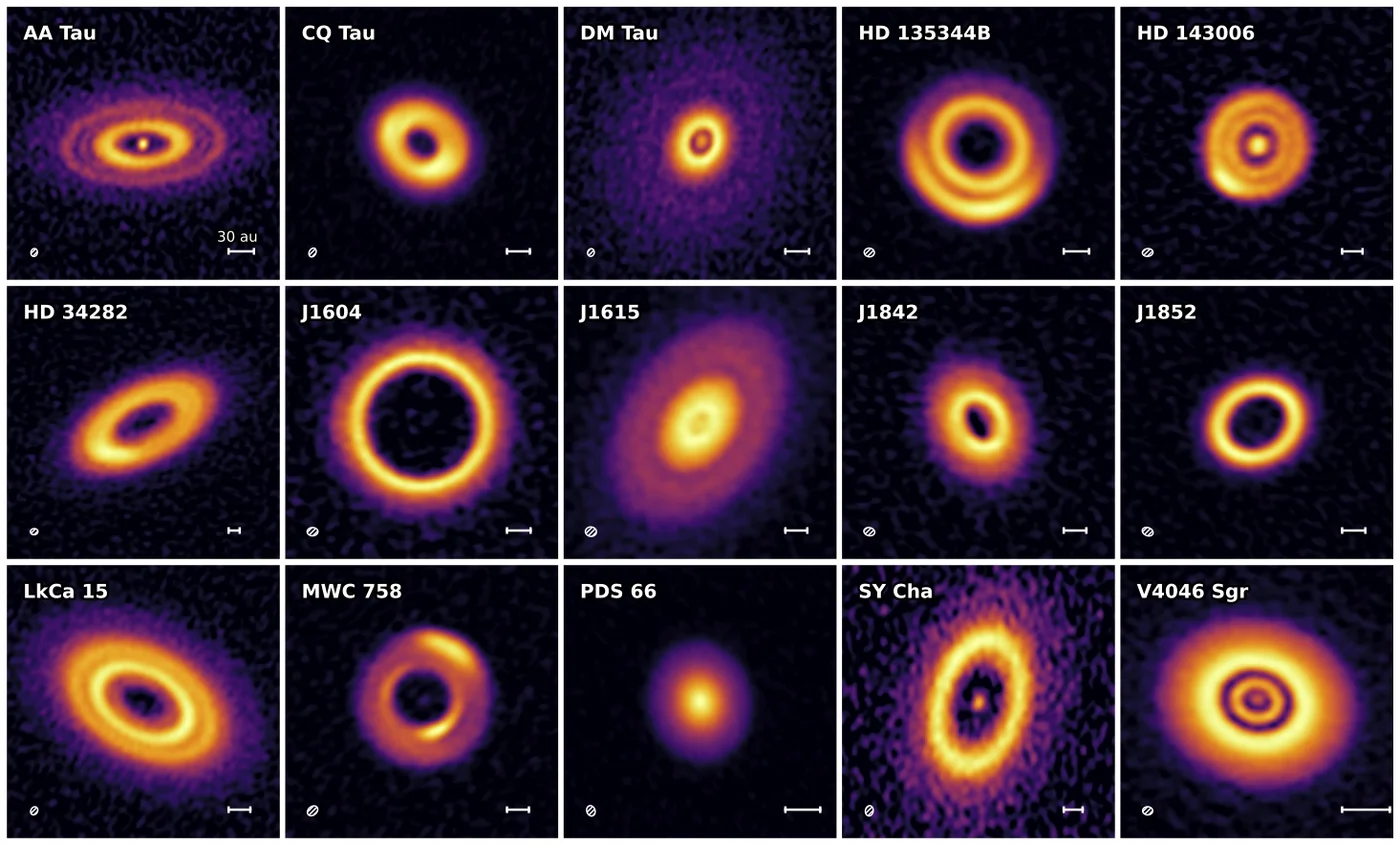 AA Tau
CQ Tau
DM Tau
HD 135344B
HD 143006
30 au
HD 34282
J1604
J1615
J1842
J1852
LkCa 15
MWC 758
PDS 66
SY Cha
V4046 Sgr